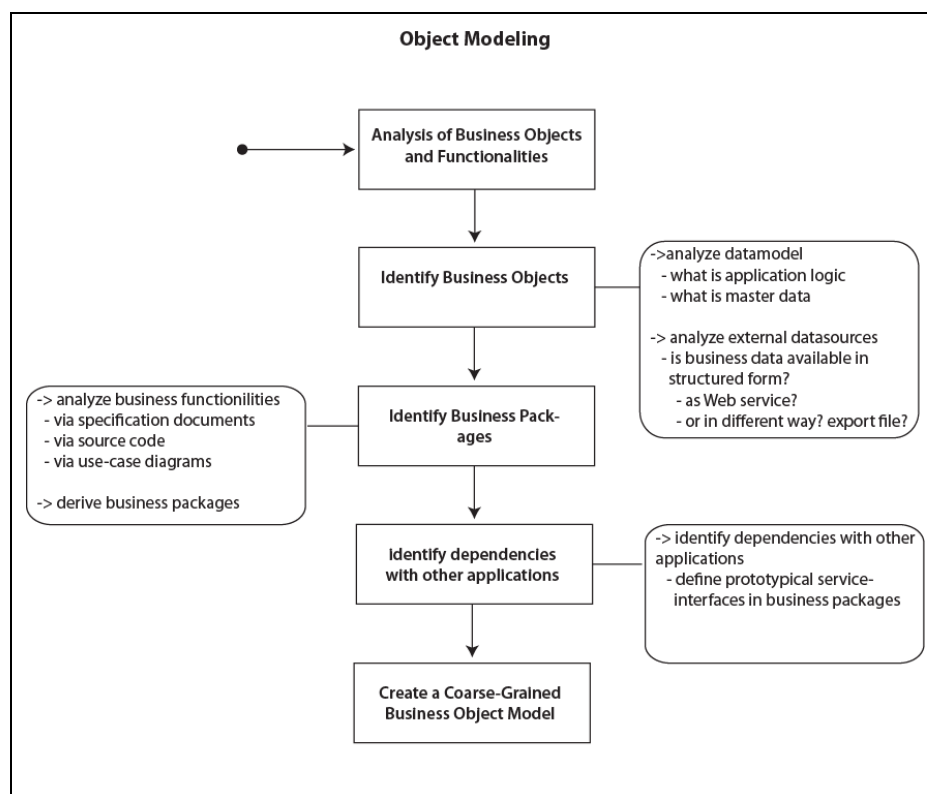 Object Modeling
Analysis of Business Objects
and Functionalities
Identify Business Objects
->analyze datamodel
- what is application logic
- what is master data
-> analyze external datasources
- is business data available in
structured form?
- as Web service?
- or in different way? export file?
-> analyze business functionilities
- via specification documents
- via source code
- via use-case diagrams
-> derive business packages
Identify Business Pack-
ages
Identify dependencies
with other applications
-> identify dependencies with other
applications
- define prototypical service-
interfaces in business packages
Create a Coarse-Grained
Business Object Model